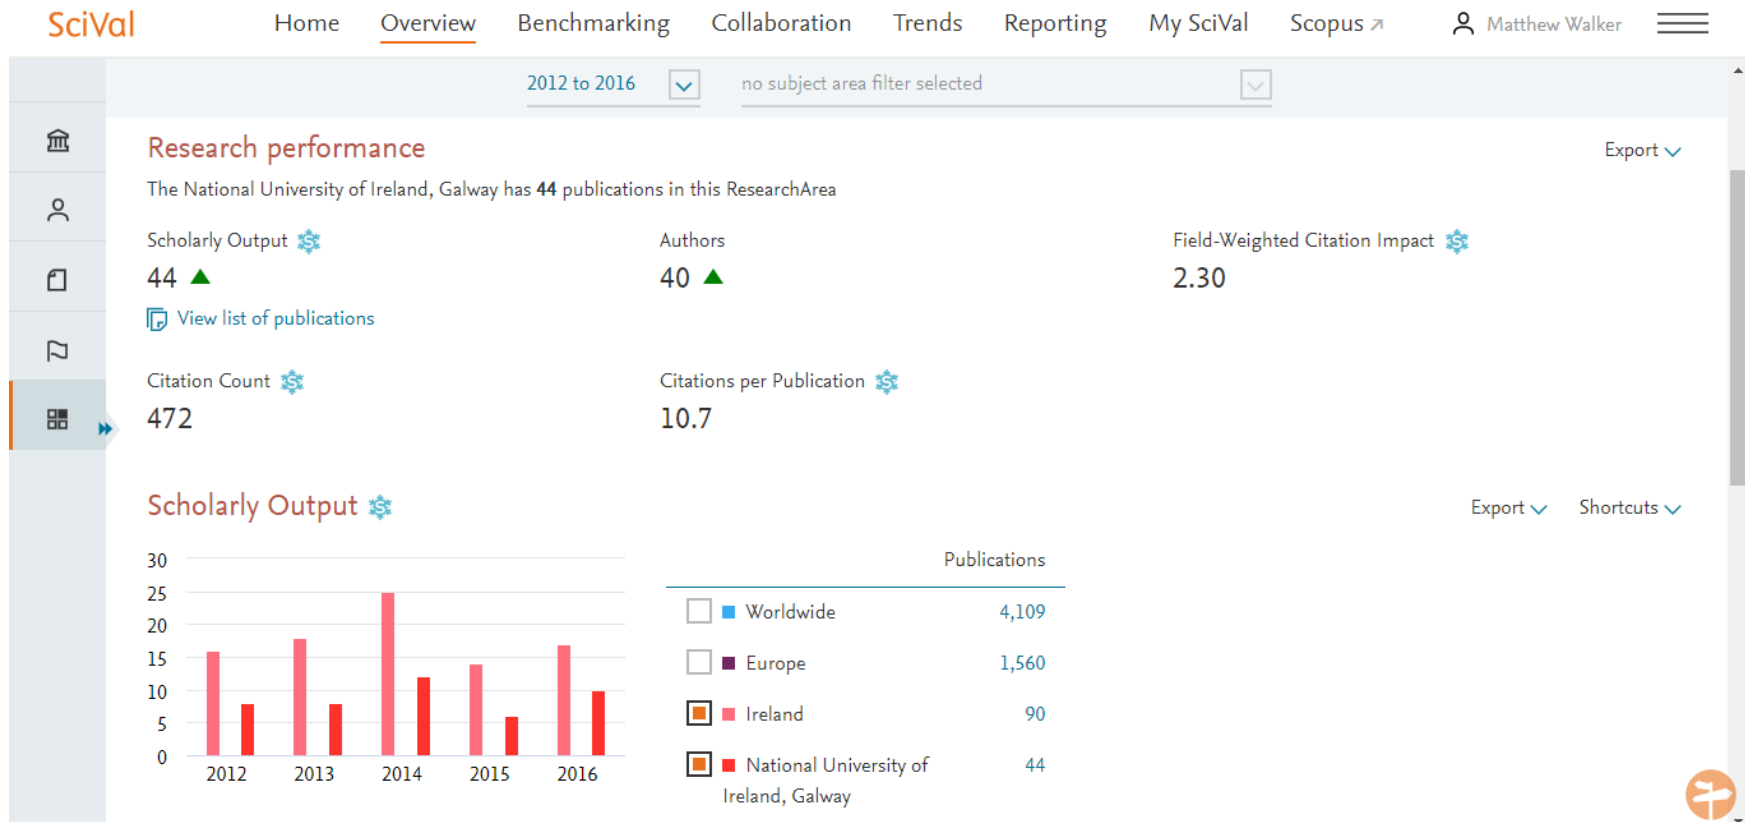 SciVal Home Overview Benchmarking Collaboration Trends Reporting My SciVal Scopus Matthew Walker
2012 to 2016 no subject area filter selected
Research performance Export
The National University of Ireland, Galway has 44 publications in this ResearchArea
Scholarly Output Authors Field-Weighted Citation Impact
44 40 2.30
View list of publications
Citation Count Citations per Publication
472 10.7
Scholarly Output Export Shortcuts
30
25
20
15
10
5
0
2012 2013 2014 2015 2016
Publications
Worldwide 4,109
Europe 1,560
Ireland 90
National University of 44
Ireland, Galway